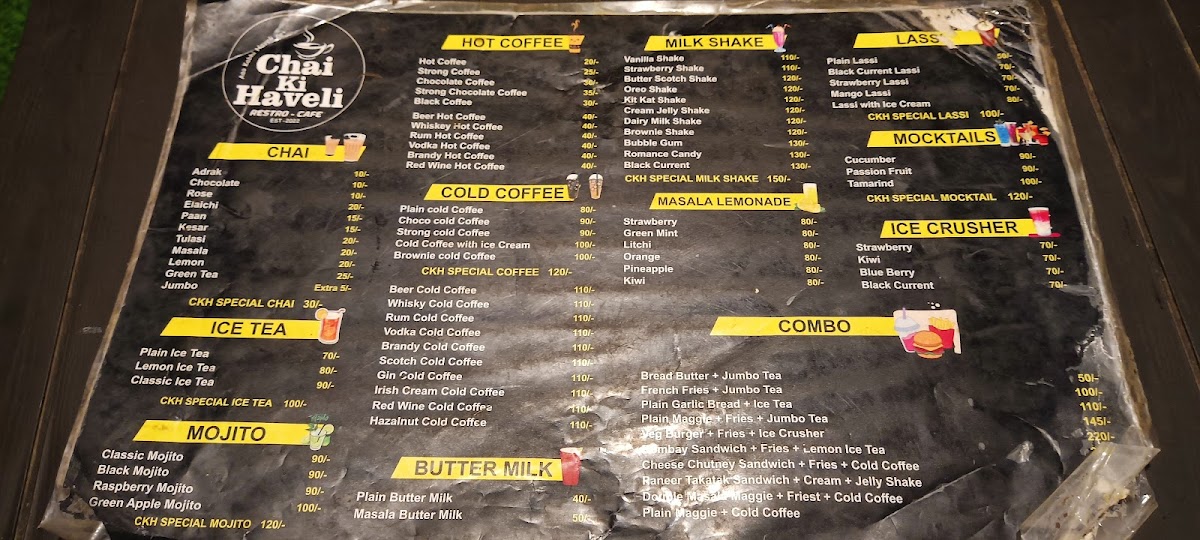 Chai
Ki
Haveli
RESTRO - CAFE
EST - 2022
CHAI
Adrak 10/-
Chocolate 10/-
Rose 10/-
Elaichi 20/-
Paan 15/-
Kesar 15/-
Tulasi 20/-
Masala 20/-
Lemon 20/-
Green Tea 25/-
Jumbo Extra 5/-
CKH SPECIAL CHAI 30/-
ICE TEA
Plain Ice Tea 70/-
Lemon Ice Tea 80/-
Classic Ice Tea 90/-
CKH SPECIAL ICE TEA 100/-
MOJITO
Classic Mojito 90/-
Black Mojito 90/-
Raspberry Mojito 90/-
Green Apple Mojito 100/-
CKH SPECIAL MOJITO 120/-
HOT COFFEE
Hot Coffee 20/-
Strong Coffee 25/-
Chocolate Coffee 30/-
Strong Chocolate Coffee 35/-
Black Coffee 30/-
Beer Hot Coffee 40/-
Whiskey Hot Coffee 40/-
Rum Hot Coffee 40/-
Vodka Hot Coffee 40/-
Brandy Hot Coffee 40/-
Red Wine Hot Coffee 40/-
COLD COFFEE
Plain cold Coffee 80/-
Choco cold Coffee 90/-
Strong cold Coffee 90/-
Cold Coffee with ice Cream 100/-
Brownie cold Coffee 100/-
CKH SPECIAL COFFEE 120/-
Beer Cold Coffee 110/-
Whisky Cold Coffee 110/-
Rum Cold Coffee 110/-
Vodka Cold Coffee 110/-
Brandy Cold Coffee 110/-
Scotch Cold Coffee 110/-
Gin Cold Coffee 110/-
Irish Cream Cold Coffee 110/-
Red Wine Cold Coffee 110/-
Hazalnut Cold Coffee 110/-
BUTTER MILK
Plain Butter Milk 40/-
Masala Butter Milk 50/-
MILK SHAKE
Vanilla Shake 110/-
Strawberry Shake 110/-
Butter Scotch Shake 120/-
Oreo Shake 120/-
Kit Kat Shake 120/-
Cream Jelly Shake 120/-
Dairy Milk Shake 120/-
Brownie Shake 120/-
Bubble Gum 130/-
Romance Candy 130/-
Black Current 130/-
CKH SPECIAL MILK SHAKE 150/-
MASALA LEMONADE
Strawberry 80/-
Green Mint 80/-
Litchi 80/-
Orange 80/-
Pineapple 80/-
Kiwi 80/-
LASSI
Plain Lassi 50/-
Black Current Lassi 70/-
Strawberry Lassi 70/-
Mango Lassi 70/-
Lassi with Ice Cream 80/-
CKH SPECIAL LASSI 100/-
MOCKTAILS
Cucumber 90/-
Passion Fruit 90/-
Tamarind 100/-
CKH SPECIAL MOCKTAIL 120/-
ICE CRUSHER
Strawberry 70/-
Kiwi 70/-
Blue Berry 70/-
Black Current 70/-
COMBO
Bread Butter + Jumbo Tea 50/-
French Fries + Jumbo Tea 100/-
Plain Garlic Bread + Ice Tea 110/-
Plain Maggie + Fries + Jumbo Tea 145/-
Veg Burger + Fries + Ice Crusher 220/-
Bombay Sandwich + Fries + Lemon Ice Tea
Cheese Chutney Sandwich + Fries + Cold Coffee
Paneer Takatak Sandwich + Cream + Jelly Shake
Double Masala Maggie + Friest + Cold Coffee
Plain Maggie + Cold Coffee